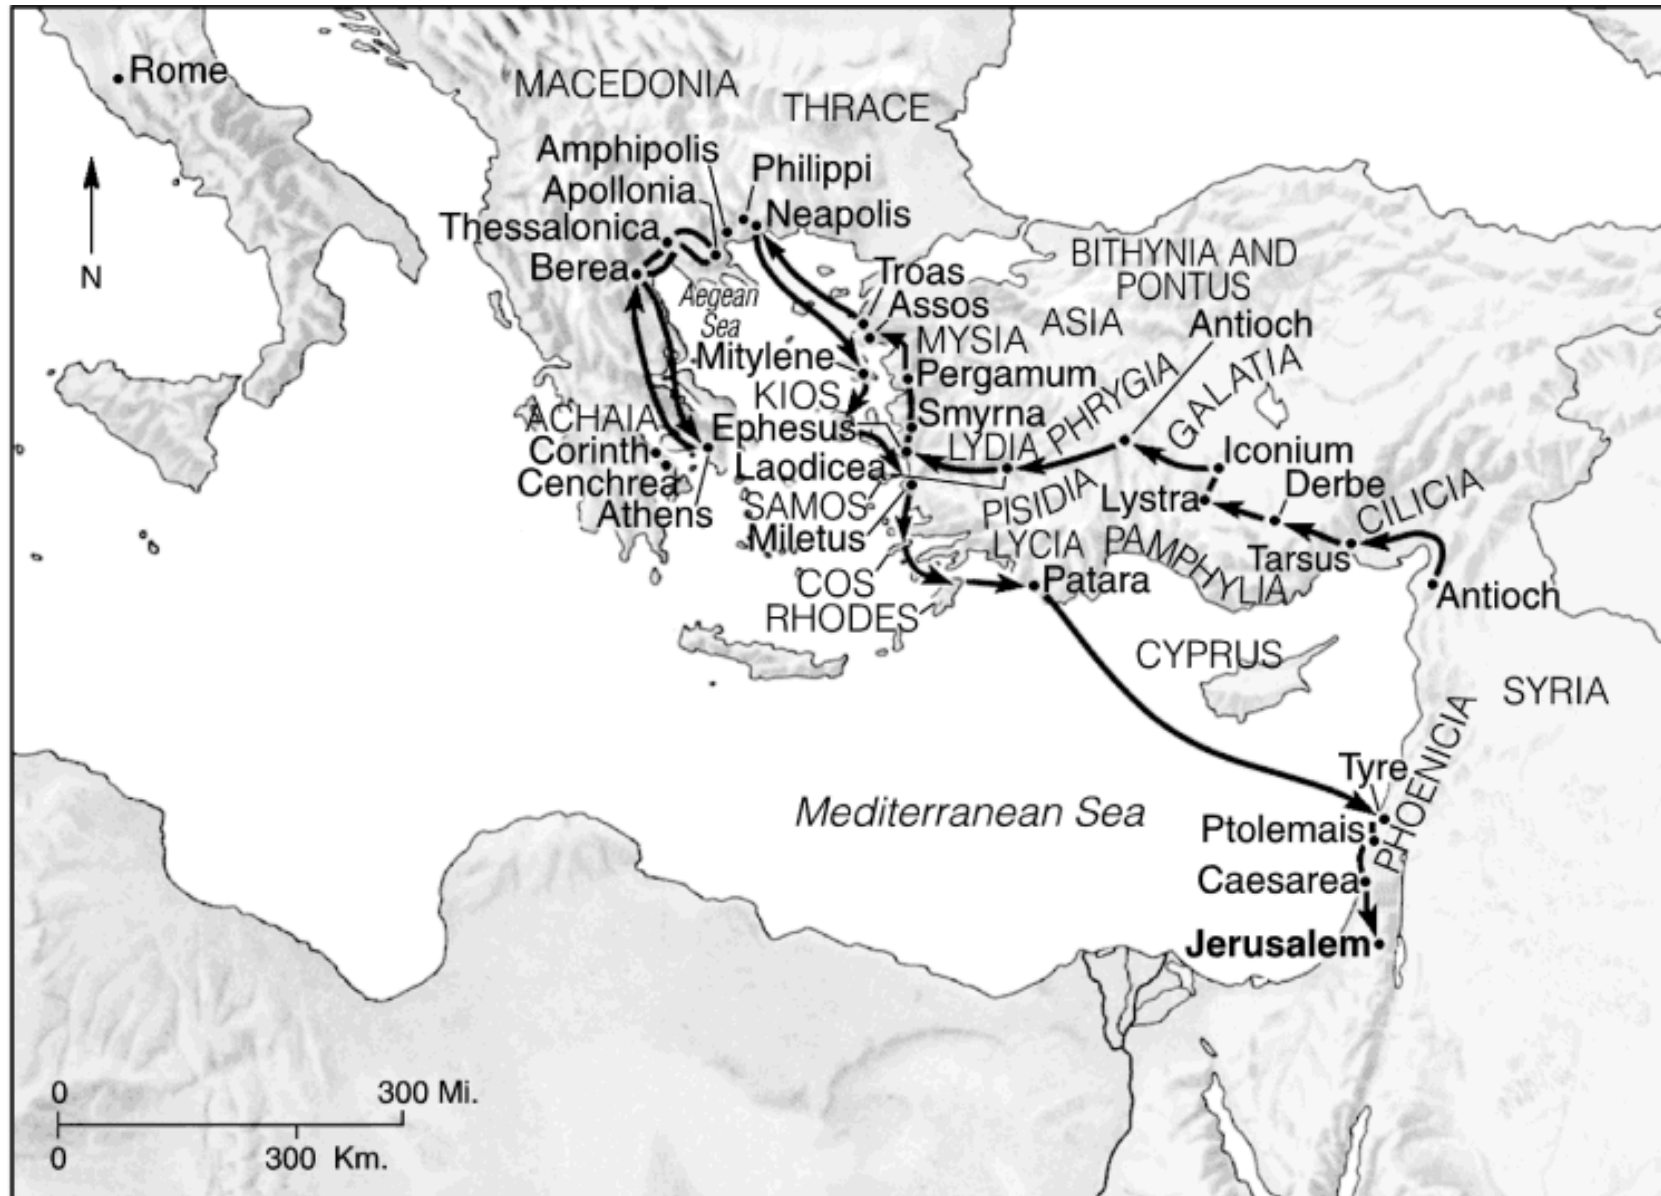 Rome
MACEDONIA
THRACE
Amphipolis
Philippi
Apollonia
Neapolis
Thessalonica
Berea
N
Aegean
Sea
Troas
Assos
BITHYNIA AND
PONTUS
ASIA
Antioch
MYSIA
Mitylene
Pergamum
KIOS
PHRYGIA
GALATIA
Smyrna
ACHAIA
Ephesus
LYDIA
Corinth
Iconium
Laodicea
Cenchrea
Derbe
CILICIA
SAMOS
PISIDIA
Lystra
Athens
Miletus
LYCIA
PAMPHYLIA
Tarsus
COS
Patara
Antioch
RHODES
CYPRUS
SYRIA
PHOENICIA
Tyre
Mediterranean Sea
Ptolemais
Caesarea
Jerusalem
0 300 Mi.
0 300 Km.